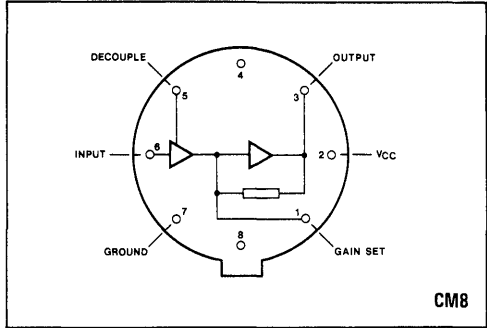 DECOUPLE
OUTPUT
4
5
3
INPUT
6
2
VCC
7
1
8
GROUND
GAIN SET
CM8